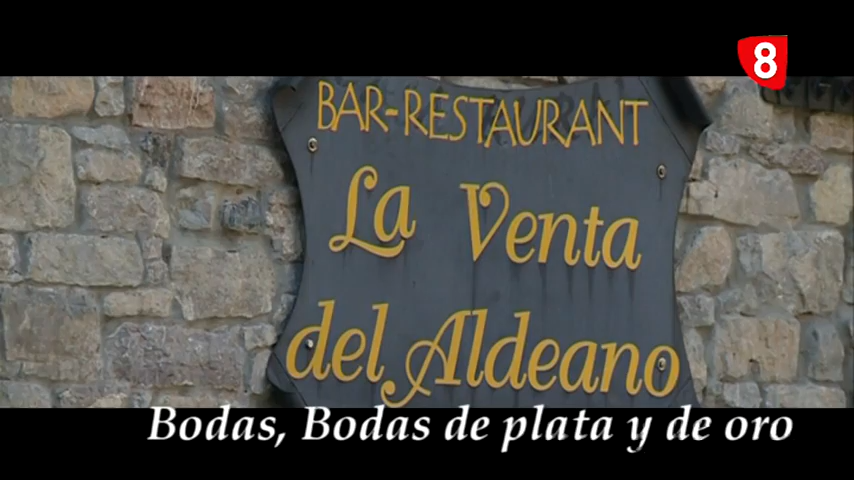 8
BAR-RESTAURANT
La Venta
del Aldeano
Bodas, Bodas de plata y de oro